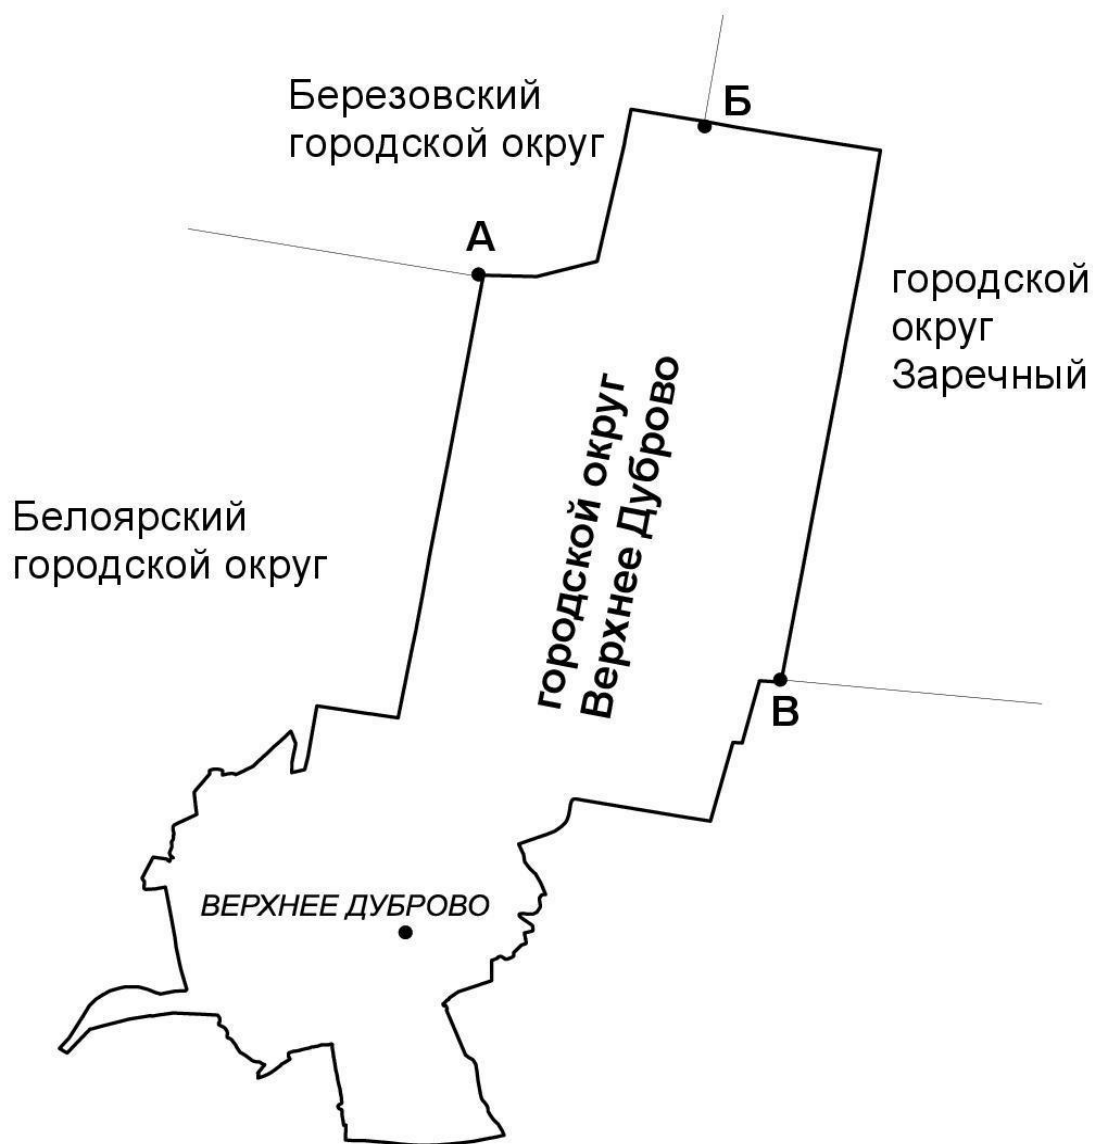 Березовский
городской округ
Б
А
городской
округ
Заречный
городской округ
Верхнее Дуброво
Белоярский
городской округ
В
ВЕРХНЕЕ ДУБРОВО